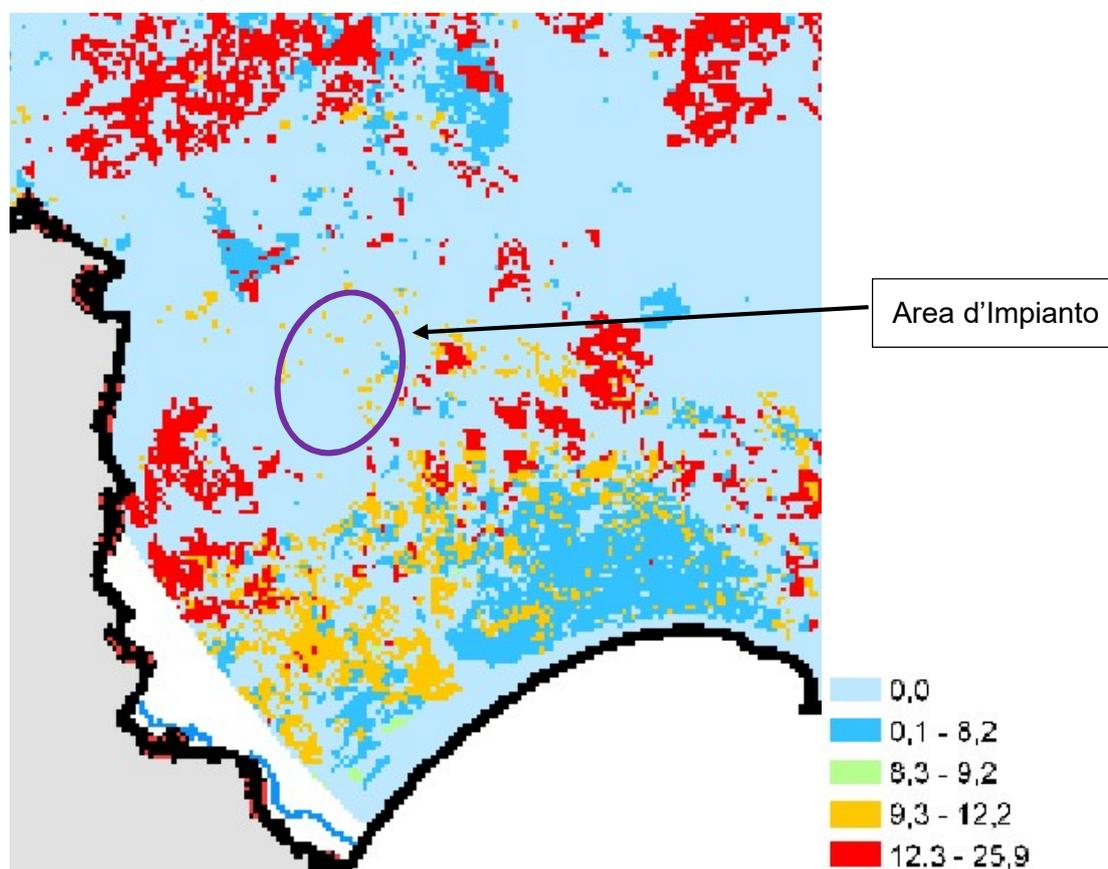 Area d’Impianto
0,0
0,1 - 8,2
8,3 - 9,2
9,3 - 12,2
12,3 - 25,9